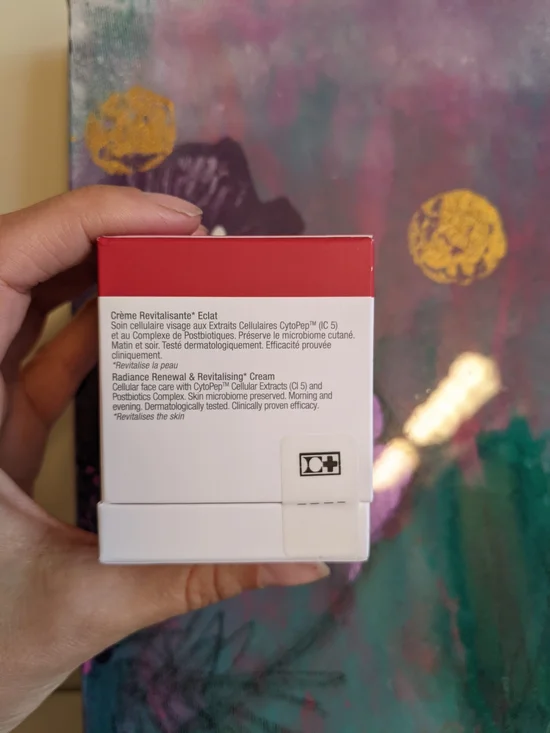 Crème Revitalisante* Eclat
Soin cellulaire visage aux Extraits Cellulaires CytoPep™ (IC 5)
et au Complexe de Postbiotiques. Préserve le microbiome cutané.
Matin et soir. Testé dermatologiquement. Efficacité prouvée
cliniquement.
*Revitalise la peau
Radiance Renewal & Revitalising* Cream
Cellular face care with CytoPep™ Cellular Extracts (CI 5) and
Postbiotics Complex. Skin microbiome preserved. Morning and
evening. Dermatologically tested. Clinically proven efficacy.
*Revitalises the skin